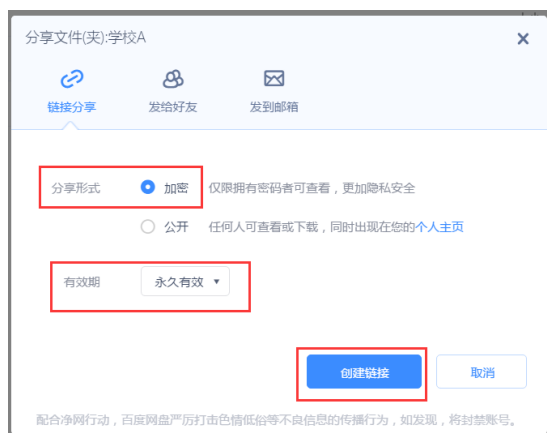 分享文件(夹):学校A
链接分享 发给好友 发到邮箱
分享形式 加密 仅限拥有密码者可查看，更加隐私安全
公开 任何人可查看或下载，同时出现在您的个人主页
有效期 永久有效
创建链接 取消
配合净网行动，百度网盘严厉打击色情低俗等不良信息的传播行为，如发现，将封禁账号。